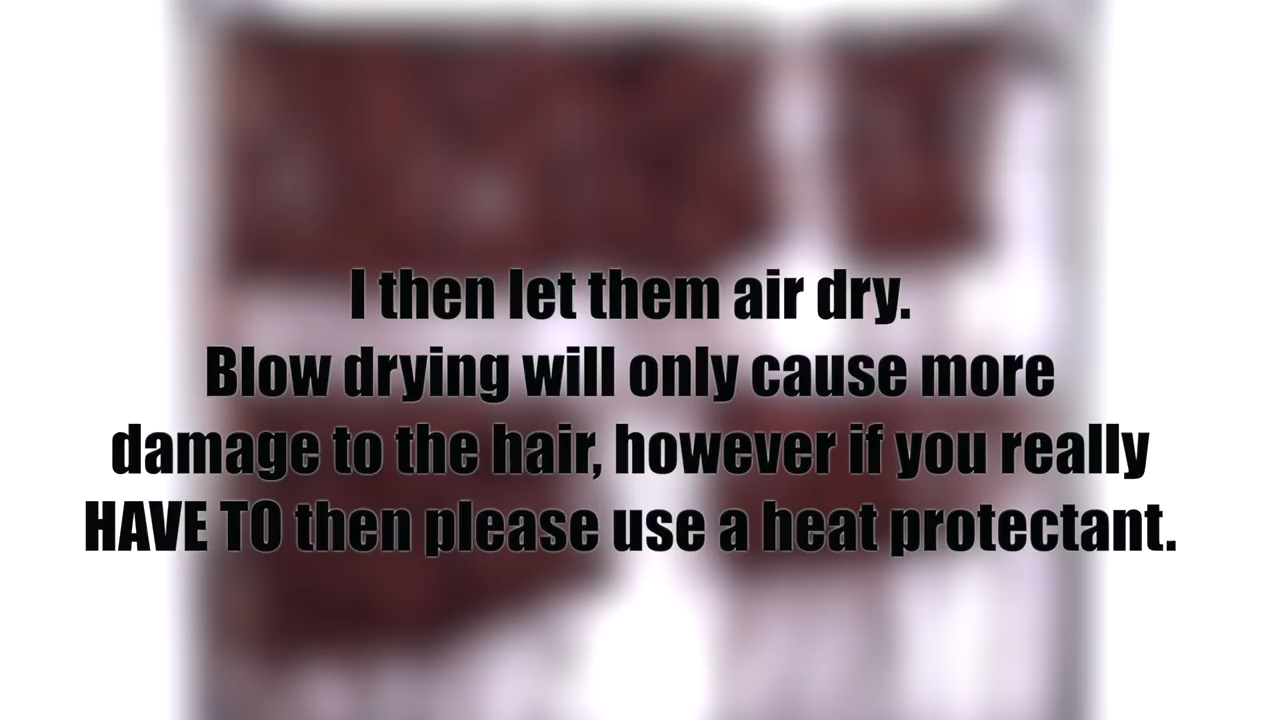 I then let them air dry.
Blow drying will only cause more
damage to the hair, however if you really
HAVE TO then please use a heat protectant.